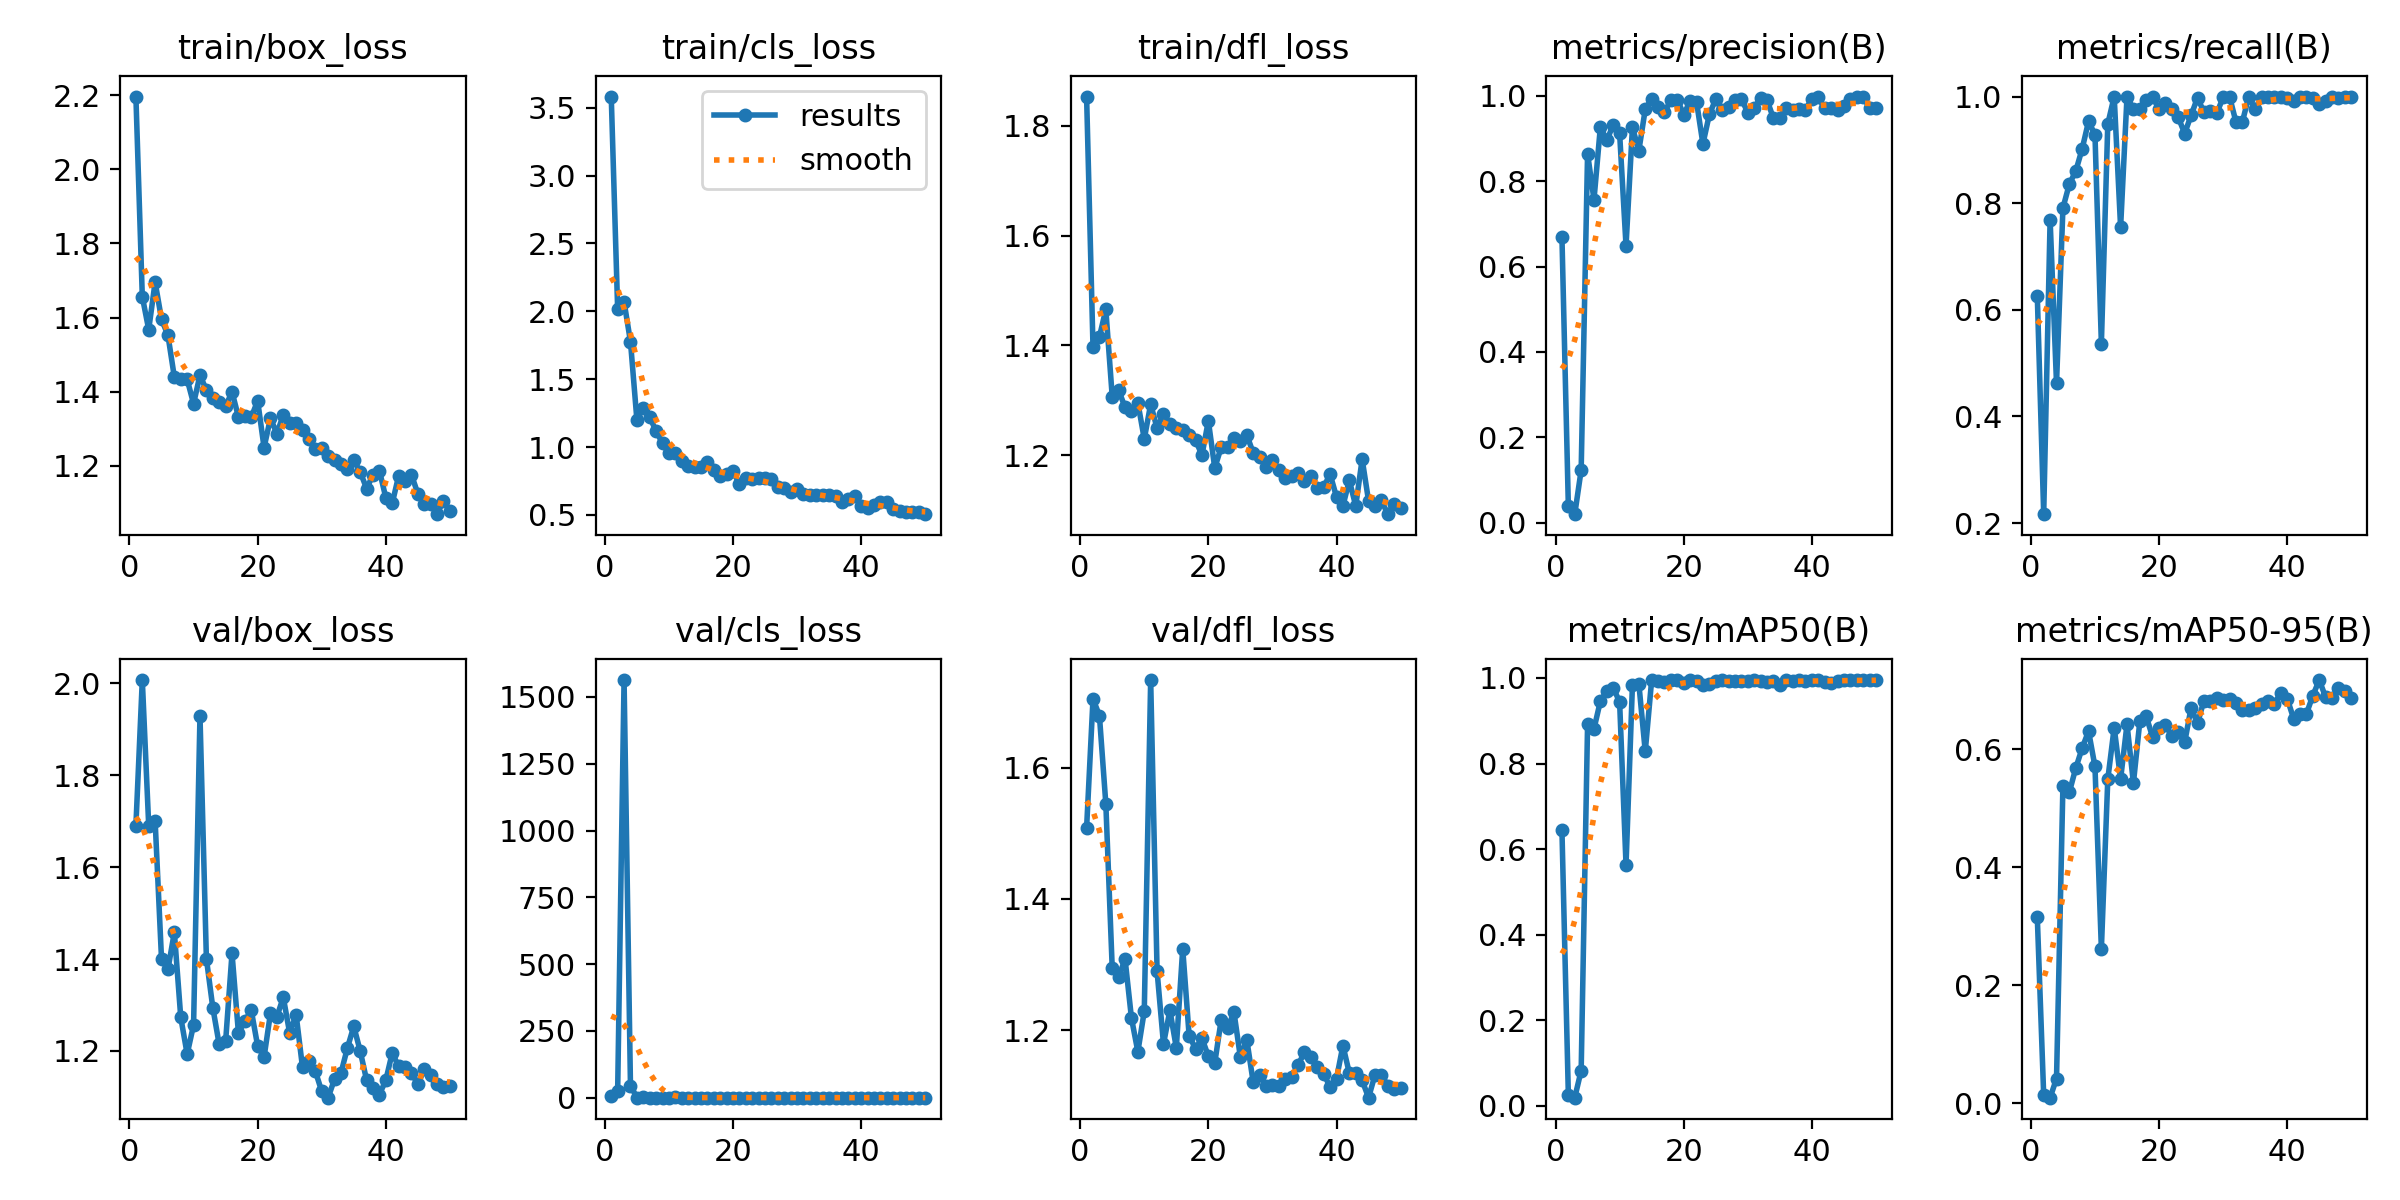 train/box_loss
2.2
2.0
1.8
1.6
1.4
1.2
0 20 40
train/cls_loss
results
smooth
3.5
3.0
2.5
2.0
1.5
1.0
0.5
0 20 40
train/dfl_loss
1.8
1.6
1.4
1.2
0 20 40
metrics/precision(B)
1.0
0.8
0.6
0.4
0.2
0.0
0 20 40
metrics/recall(B)
1.0
0.8
0.6
0.4
0.2
0 20 40
val/box_loss
2.0
1.8
1.6
1.4
1.2
0 20 40
val/cls_loss
1500
1250
1000
750
500
250
0
0 20 40
val/dfl_loss
1.6
1.4
1.2
0 20 40
metrics/mAP50(B)
1.0
0.8
0.6
0.4
0.2
0.0
0 20 40
metrics/mAP50-95(B)
0.6
0.4
0.2
0.0
0 20 40